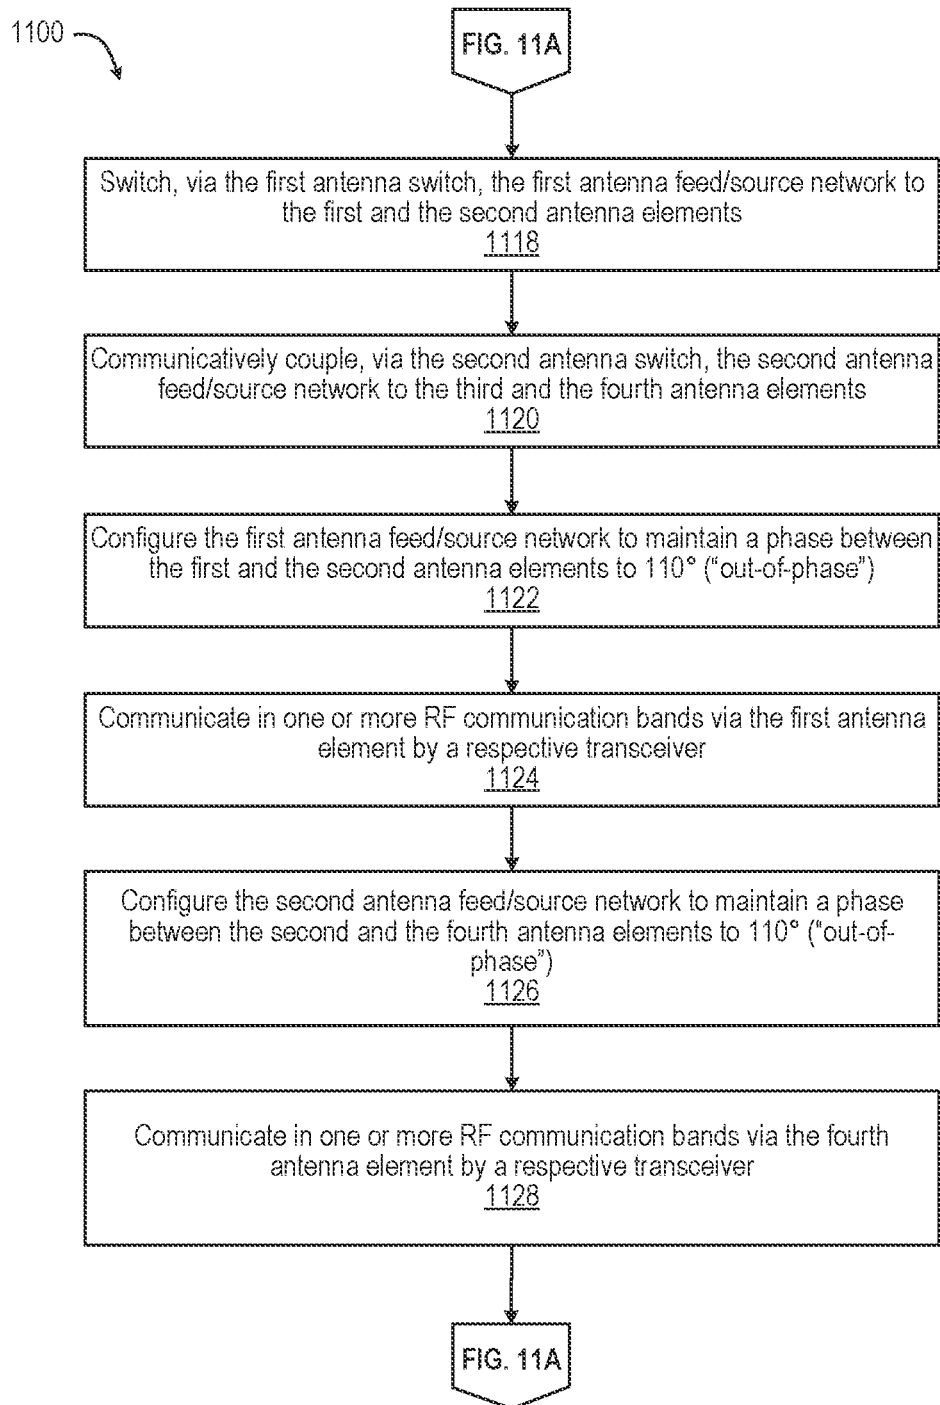 1100
FIG. 11A
Switch, via the first antenna switch, the first antenna feed/source network to
the first and the second antenna elements
1118
Communicatively couple, via the second antenna switch, the second antenna
feed/source network to the third and the fourth antenna elements
1120
Configure the first antenna feed/source network to maintain a phase between
the first and the second antenna elements to 110° ("out-of-phase")
1122
Communicate in one or more RF communication bands via the first antenna
element by a respective transceiver
1124
Configure the second antenna feed/source network to maintain a phase
between the second and the fourth antenna elements to 110° ("out-of-
phase")
1126
Communicate in one or more RF communication bands via the fourth
antenna element by a respective transceiver
1128
FIG. 11A